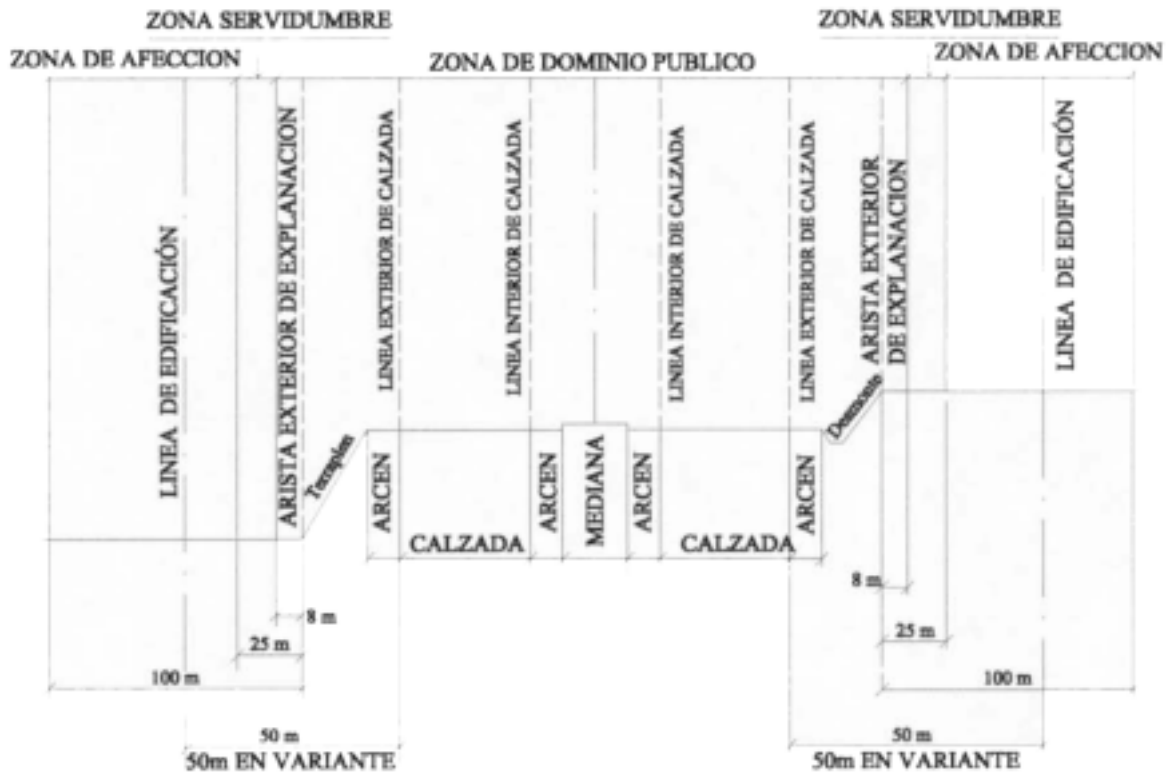 ZONA SERVIDUMBRE
ZONA SERVIDUMBRE
ZONA DE AFECCION
ZONA DE DOMINIO PUBLICO
ZONA DE AFECCION
LINEA DE EDIFICACIÓN
ARISTA EXTERIOR DE EXPLANACION
Terraplen
LINEA EXTERIOR DE CALZADA
LINEA INTERIOR DE CALZADA
LINEA INTERIOR DE CALZADA
LINEA EXTERIOR DE CALZADA
ARISTA EXTERIOR
DE EXPLANACION
Desmonte
LINEA DE EDIFICACIÓN
ARCEN
CALZADA
ARCEN
MEDIANA
ARCEN
CALZADA
ARCEN
8 m
25 m
100 m
50 m
50m EN VARIANTE
8 m
25 m
100 m
50 m
50m EN VARIANTE